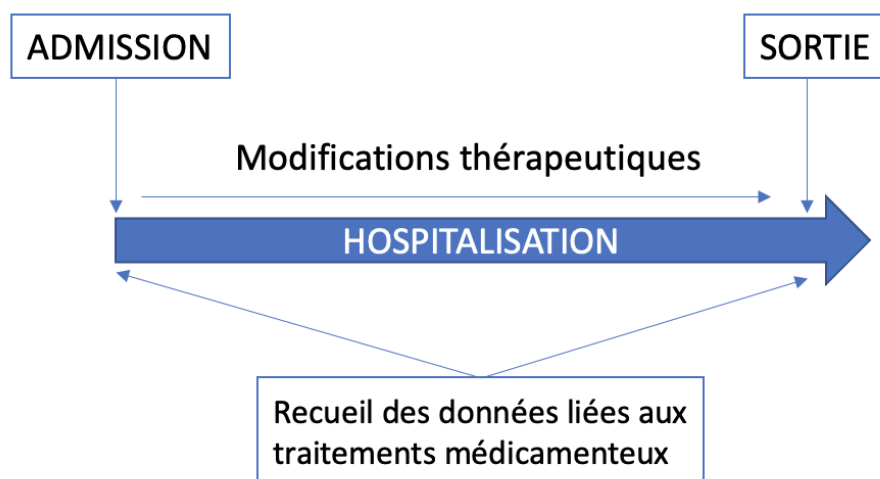 ADMISSION
SORTIE
Modifications thérapeutiques
HOSPITALISATION
Recueil des données liées aux
traitements médicamenteux